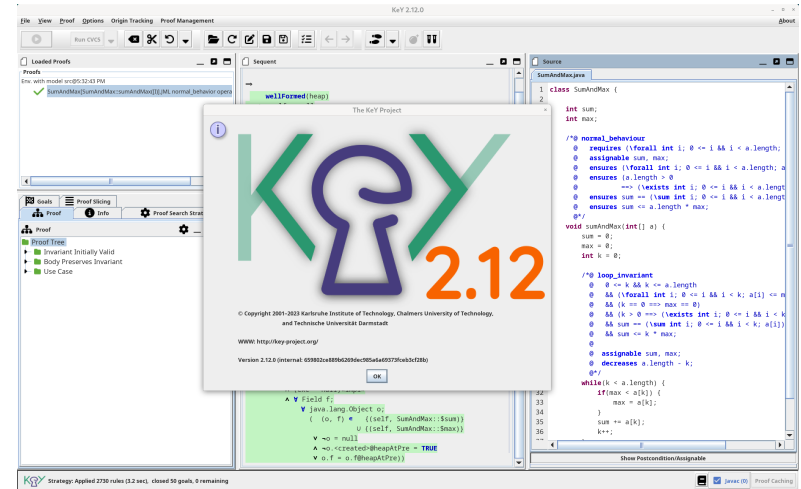 KeY 2.12.0
File View Proof Options Origin Tracking Proof Management About
Run CVC5
Loaded Proofs
Proofs
Env. with model src@5:32:43 PM
SumAndMax[SumAndMax::sumAndMax([I)].JML normal_behavior opera
Goals Proof Slicing
Proof Info Proof Search Strat
Proof
Proof Tree
Invariant Initially Valid
Body Preserves Invariant
Use Case
Sequent
⟹
wellFormed(heap)
The KeY Project
KeY
2.12
© Copyright 2001–2023 Karlsruhe Institute of Technology, Chalmers University of Technology,
and Technische Universität Darmstadt
WWW: http://key-project.org/
Version 2.12.0 (internal: 659802ce889b6269dec985a6a69373fceb3cf28b)
OK
∧ ∀ Field f;
∀ java.lang.Object o;
( (o, f) ∈ {(self, SumAndMax::$sum)}
∪ {(self, SumAndMax::$max)}
∨ ¬o = null
∧ ¬o.<created>@heapAtPre = TRUE
∨ o.f = o.f@heapAtPre))
Source
SumAndMax.java
1 class SumAndMax {
2
int sum;
int max;
/*@ normal_behaviour
@ requires (\forall int i; 0 <= i && i < a.length;
@ assignable sum, max;
@ ensures (\forall int i; 0 <= i && i < a.length; a
@ ensures (a.length > 0
@ ==> (\exists int i; 0 <= i && i < a.lengt
@ ensures sum == (\sum int i; 0 <= i && i < a.lengt
@ ensures sum <= a.length * max;
@*/
void sumAndMax(int[] a) {
sum = 0;
max = 0;
int k = 0;
/*@ loop_invariant
@ 0 <= k && k <= a.length
@ && (\forall int i; 0 <= i && i < k; a[i] <= m
@ && (k == 0 ==> max == 0)
@ && (k > 0 ==> (\exists int i; 0 <= i && i < k
@ && sum == (\sum int i; 0 <= i && i < k; a[i])
@ && sum <= k * max;
@
@ assignable sum, max;
@ decreases a.length - k;
@*/
while(k < a.length) {
32 if(max < a[k]) {
33 max = a[k];
34 }
35 sum += a[k];
36 k++;
Show Postcondition/Assignable
KeY Strategy: Applied 2730 rules (3.2 sec), closed 50 goals, 0 remaining
Javac (0) Proof Caching